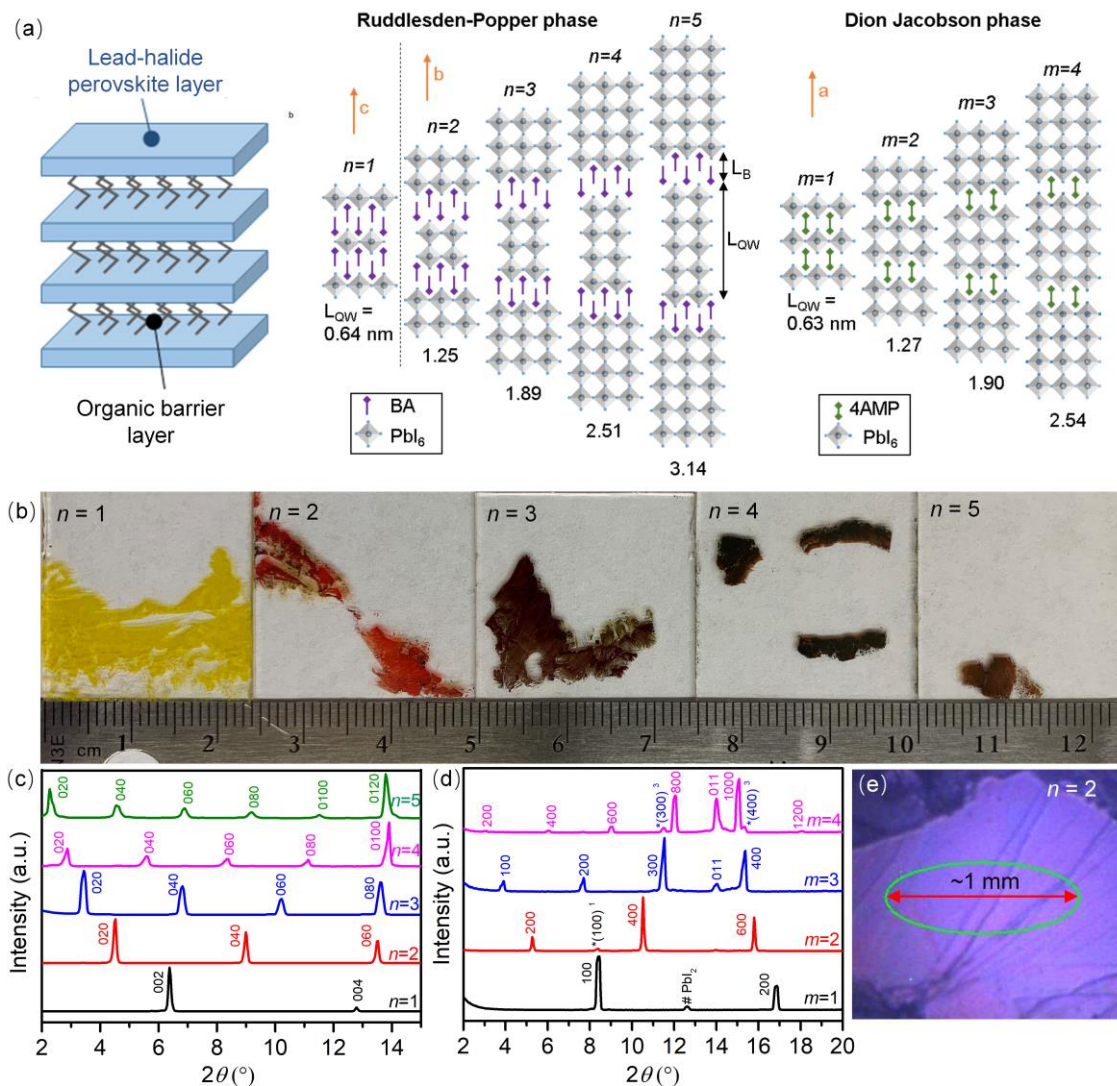 (a)
Ruddlesden-Popper phase
Dion Jacobson phase
Lead-halide
perovskite layer
b
Organic barrier
layer
c
b
n=1
n=2
n=3
n=4
n=5
L_B
L_QW
L_QW =
0.64 nm
1.25
1.89
2.51
3.14
BA
PbI6
a
m=1
m=2
m=3
m=4
L_QW =
0.63 nm
1.27
1.90
2.54
4AMP
PbI6
(b)
n = 1
n = 2
n = 3
n = 4
n = 5
N3E cm 1 2 3 4 5 6 7 8 9 10 11 12
(c)
Intensity (a.u.)
020 040 060 080 0100 0120 n=5
020 040 060 080 0100 n=4
020 040 060 080 n=3
020 040 060 n=2
002 004 n=1
2 4 6 8 10 12 14
2θ (°)
(d)
Intensity (a.u.)
200 400 600 *(300)³ 800 011 1000 *(400)³ 1200 m=4
100 200 300 011 400 m=3
200 *(100)¹ 400 600 m=2
100 # PbI2 200 m=1
2 4 6 8 10 12 14 16 18 20
2θ (°)
(e)
n = 2
~1 mm